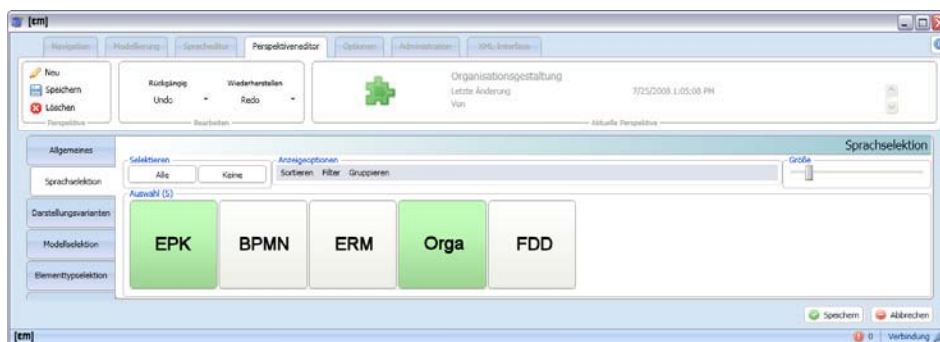 [εm]
Navigation Modellierung Spracheditor Perspektiveneditor Optionen Administration XML-Interface
Neu
Speichern
Löschen
Perspektive
Rückgängig Wiederherstellen
Undo Redo
Bearbeiten
Organisationsgestaltung
Letzte Änderung 7/25/2008 1:05:08 PM
Von
Aktuelle Perspektive
Allgemeines
Sprachselektion
Darstellungsvarianten
Modellselektion
Elementtypselektion
Sprachselektion
Selektieren
Alle Keine
Anzeigeoptionen
Sortieren Filter Gruppieren
Größe
Auswahl (5)
EPK BPMN ERM Orga FDD
Speichern Abbrechen
[εm] 0 Verbindung